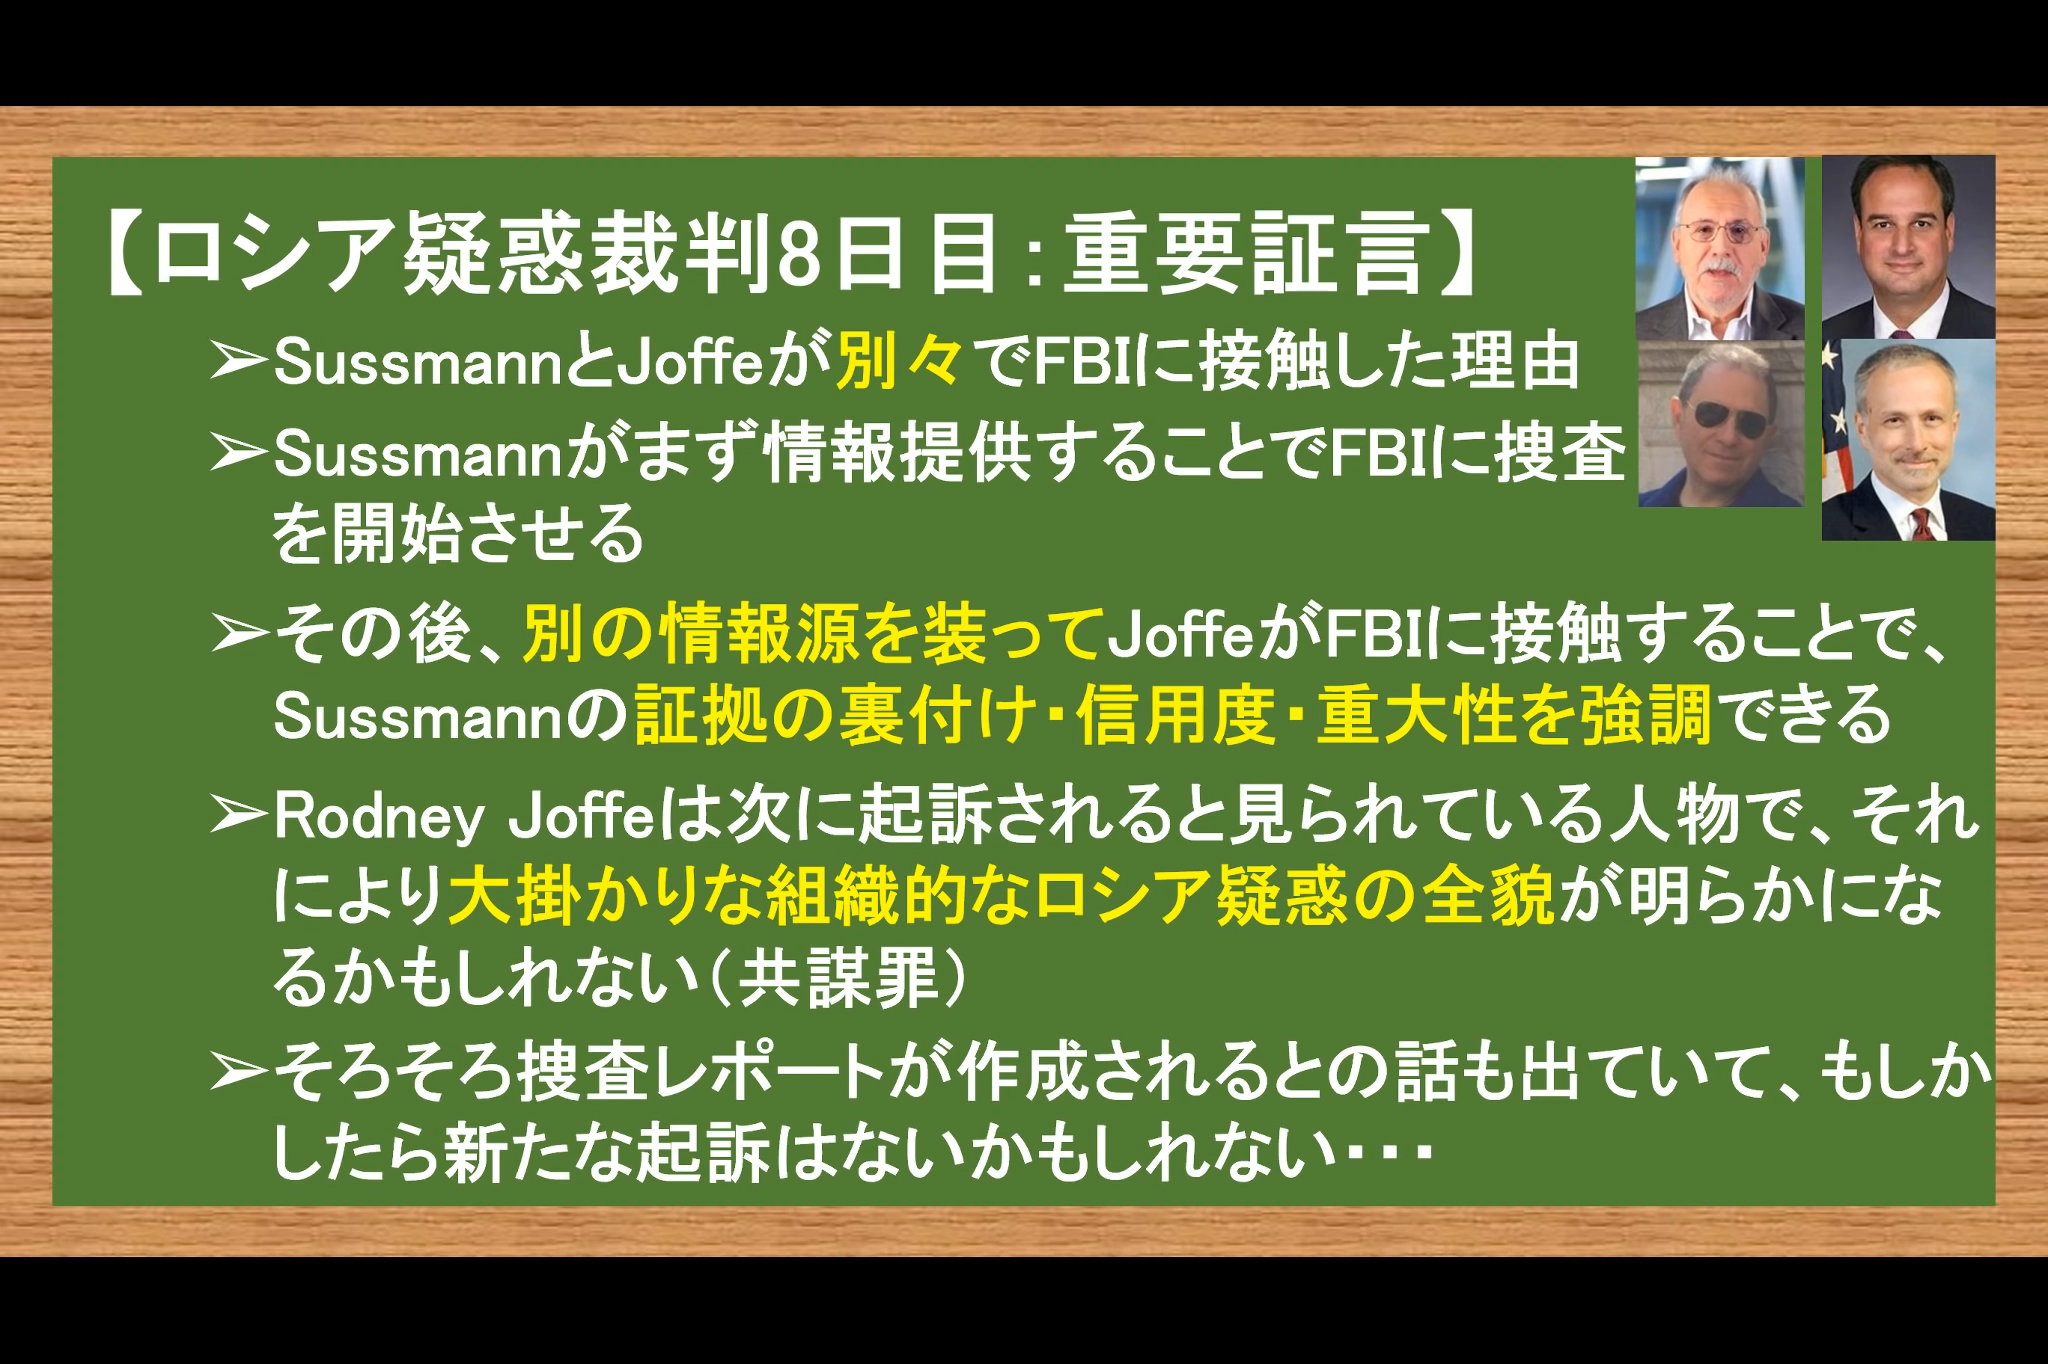 【ロシア疑惑裁判8日目：重要証言】
➢SussmannとJoffeが別々でFBIに接触した理由
➢Sussmannがまず情報提供することでFBIに捜査
を開始させる
➢その後、別の情報源を装ってJoffeがFBIに接触することで、
Sussmannの証拠の裏付け・信用度・重大性を強調できる
➢Rodney Joffeは次に起訴されると見られている人物で、それ
により大掛かりな組織的なロシア疑惑の全貌が明らかにな
るかもしれない（共謀罪）
➢そろそろ捜査レポートが作成されるとの話も出ていて、もしか
したら新たな起訴はないかもしれない・・・